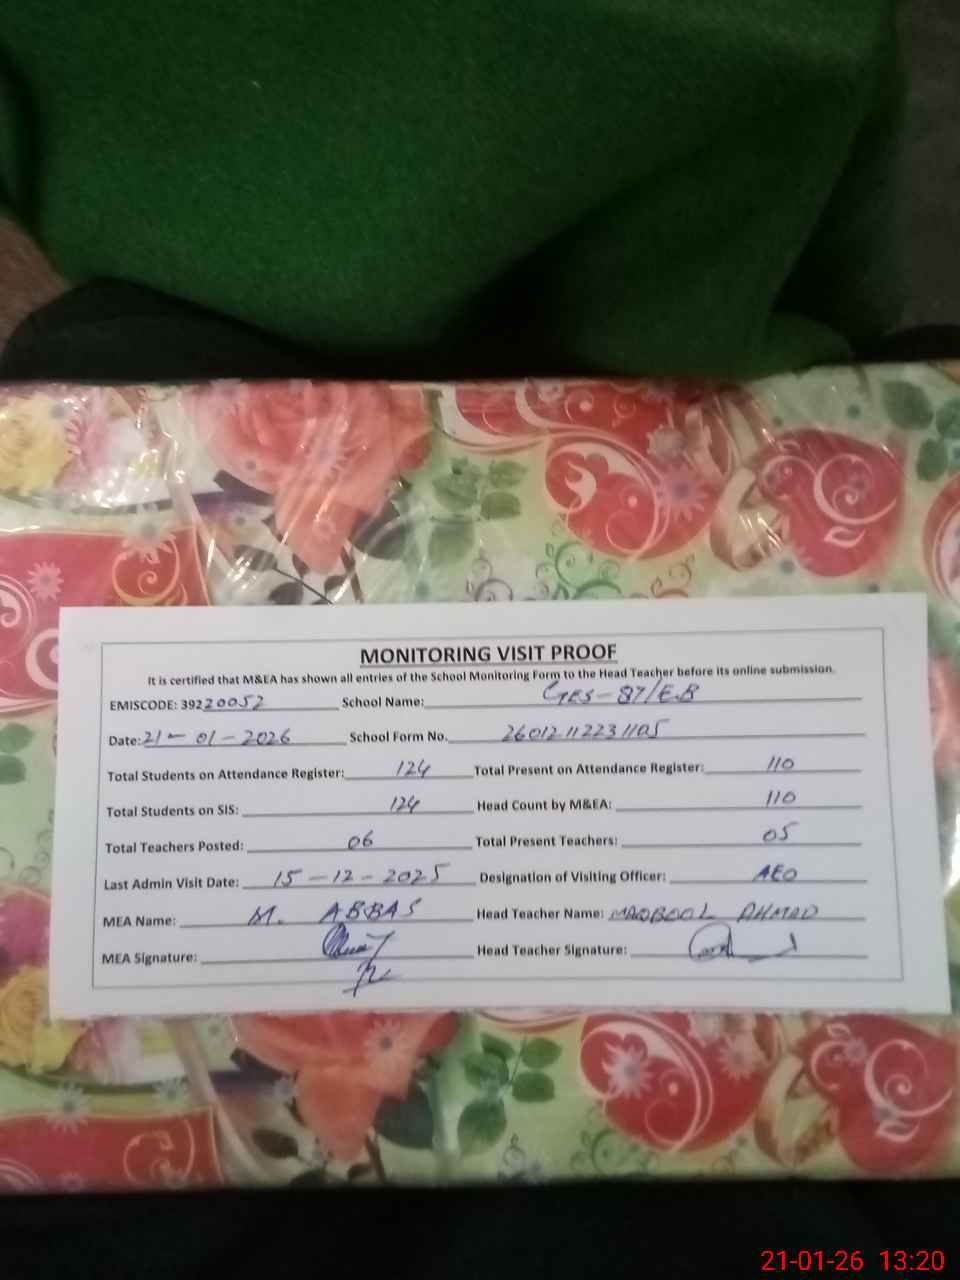 MONITORING VISIT PROOF
It is certified that M&EA has shown all entries of the School Monitoring Form to the Head Teacher before its online submission.
EMISCODE: 39220052 School Name: GES-87/E.B
Date: 21-01-2026 School Form No. 26012112231105
Total Students on Attendance Register: 124 Total Present on Attendance Register: 110
Total Students on SIS: 124 Head Count by M&EA: 110
Total Teachers Posted: 06 Total Present Teachers: 05
Last Admin Visit Date: 15-12-2025 Designation of Visiting Officer: AEO
MEA Name: M. ABBAS Head Teacher Name: MAQBOOL AHMAD
MEA Signature: Head Teacher Signature:
21-01-26 13:20